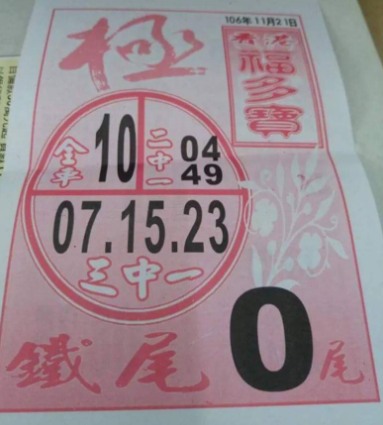 106年11月21日
極
香港
福多寶
全車
10
二中一
04
49
07.15.23
三中一
鐵尾
0尾